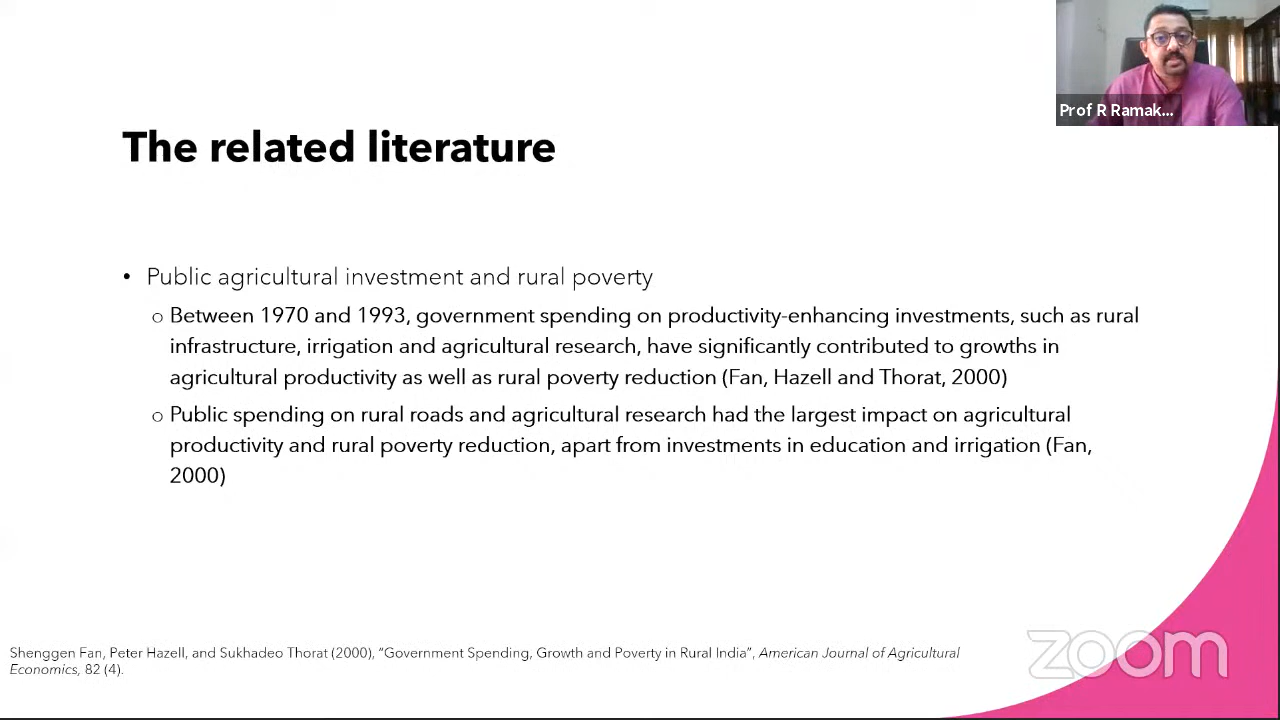 Prof R Ramak...
The related literature
• Public agricultural investment and rural poverty
o Between 1970 and 1993, government spending on productivity-enhancing investments, such as rural
infrastructure, irrigation and agricultural research, have significantly contributed to growths in
agricultural productivity as well as rural poverty reduction (Fan, Hazell and Thorat, 2000)
o Public spending on rural roads and agricultural research had the largest impact on agricultural
productivity and rural poverty reduction, apart from investments in education and irrigation (Fan,
2000)
Shenggen Fan, Peter Hazell, and Sukhadeo Thorat (2000), “Government Spending, Growth and Poverty in Rural India”, American Journal of Agricultural
Economics, 82 (4).
zoom